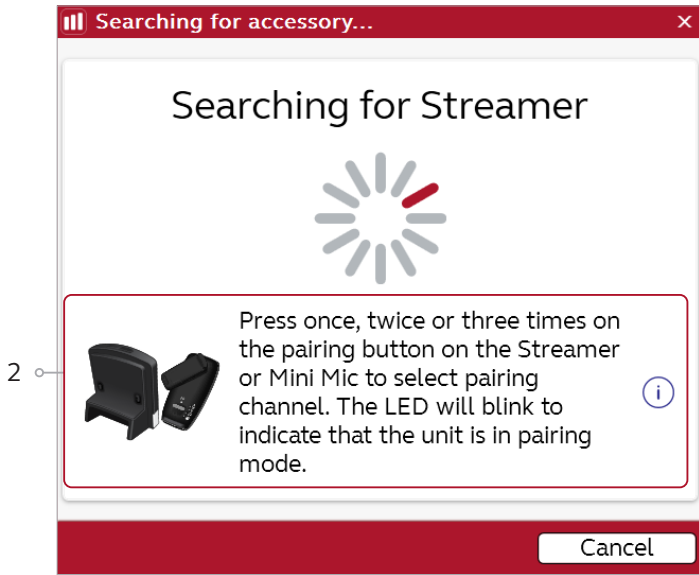 Searching for accessory...
Searching for Streamer
Press once, twice or three times on
the pairing button on the Streamer
or Mini Mic to select pairing
channel. The LED will blink to
indicate that the unit is in pairing
mode.
i
2
Cancel